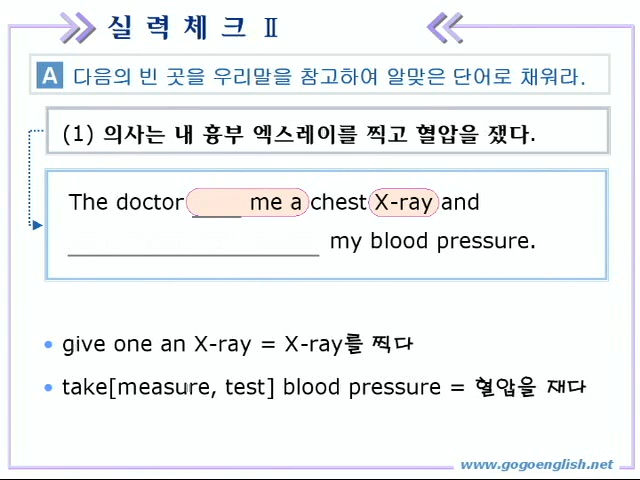 실력체크 Ⅱ
A 다음의 빈 곳을 우리말을 참고하여 알맞은 단어로 채워라.
(1) 의사는 내 흉부 엑스레이를 찍고 혈압을 쟀다.
The doctor ____ me a chest X-ray and
____________________ my blood pressure.
• give one an X-ray = X-ray를 찍다
• take[measure, test] blood pressure = 혈압을 재다
www.gogoenglish.net